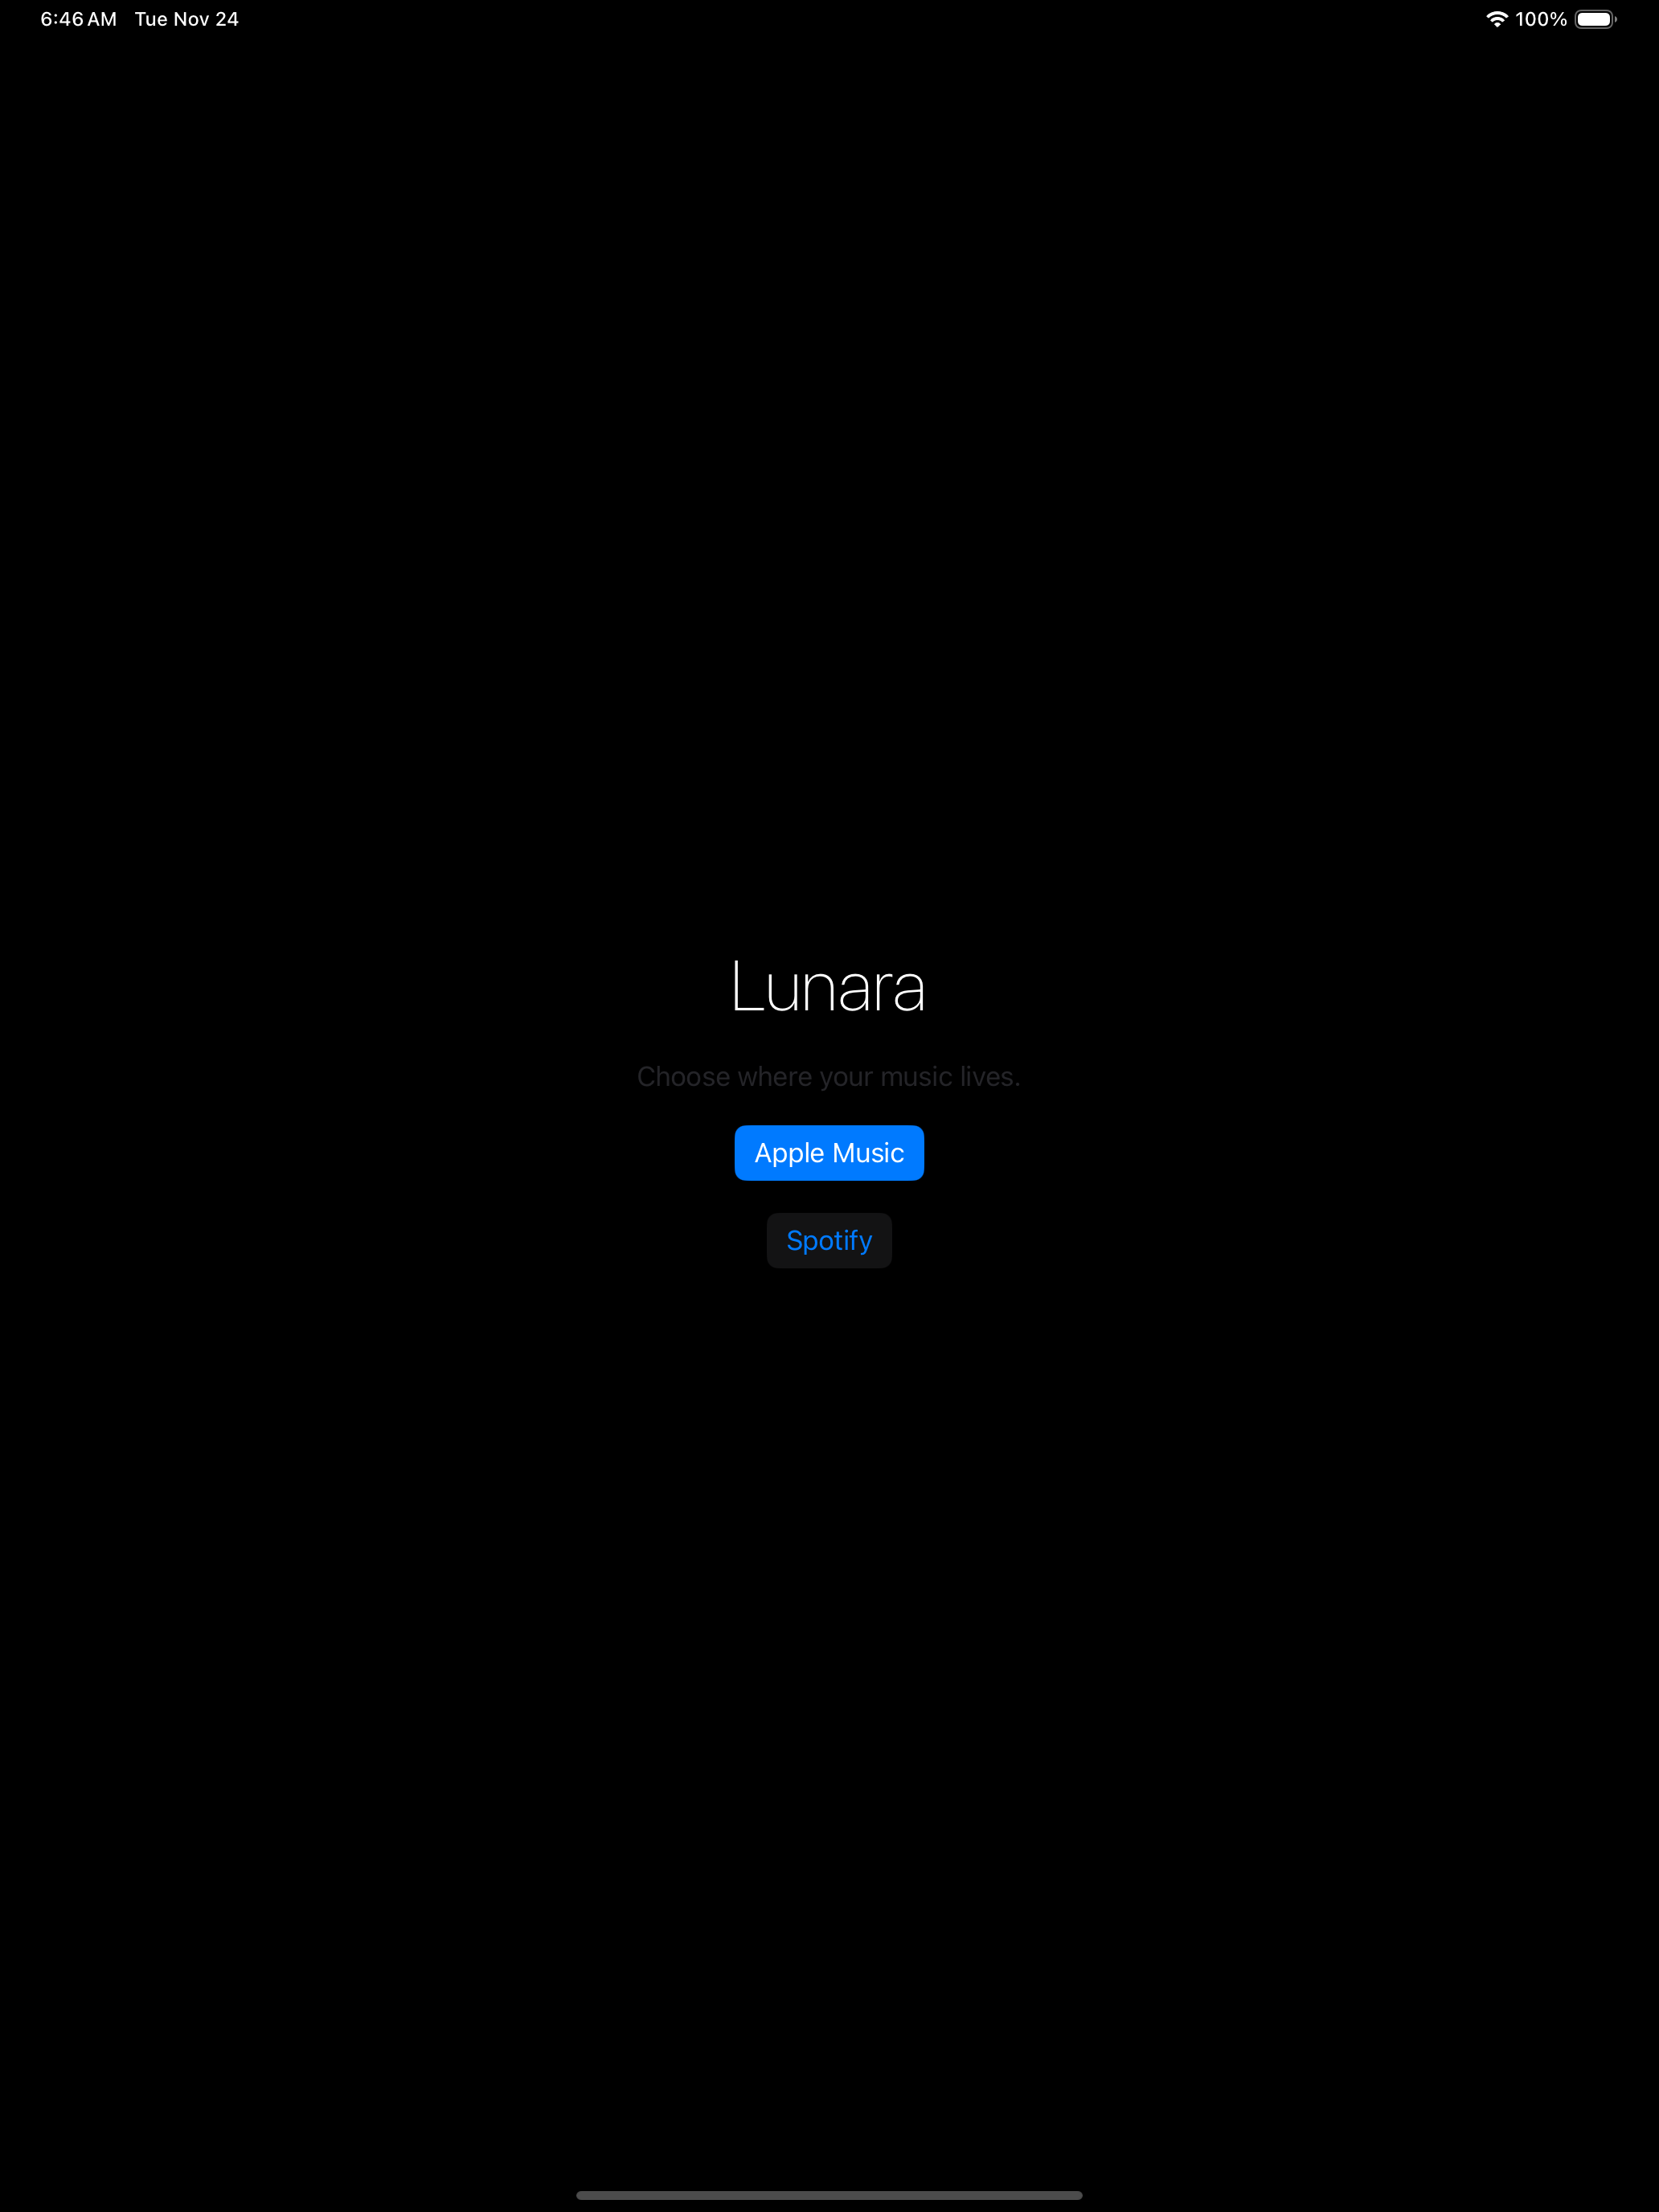 6:46 AM Tue Nov 24
100%
Lunara
Choose where your music lives.
Apple Music
Spotify